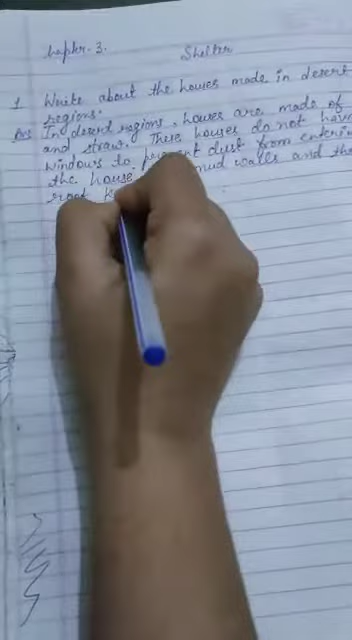 Chapter. 3. Shelter
1 Write about the houses made in desert
regions.
Ans In desert regions, houses are made of
and straw. These houses do not have
windows to prevent dust from entering
the house mud walls and the
roof